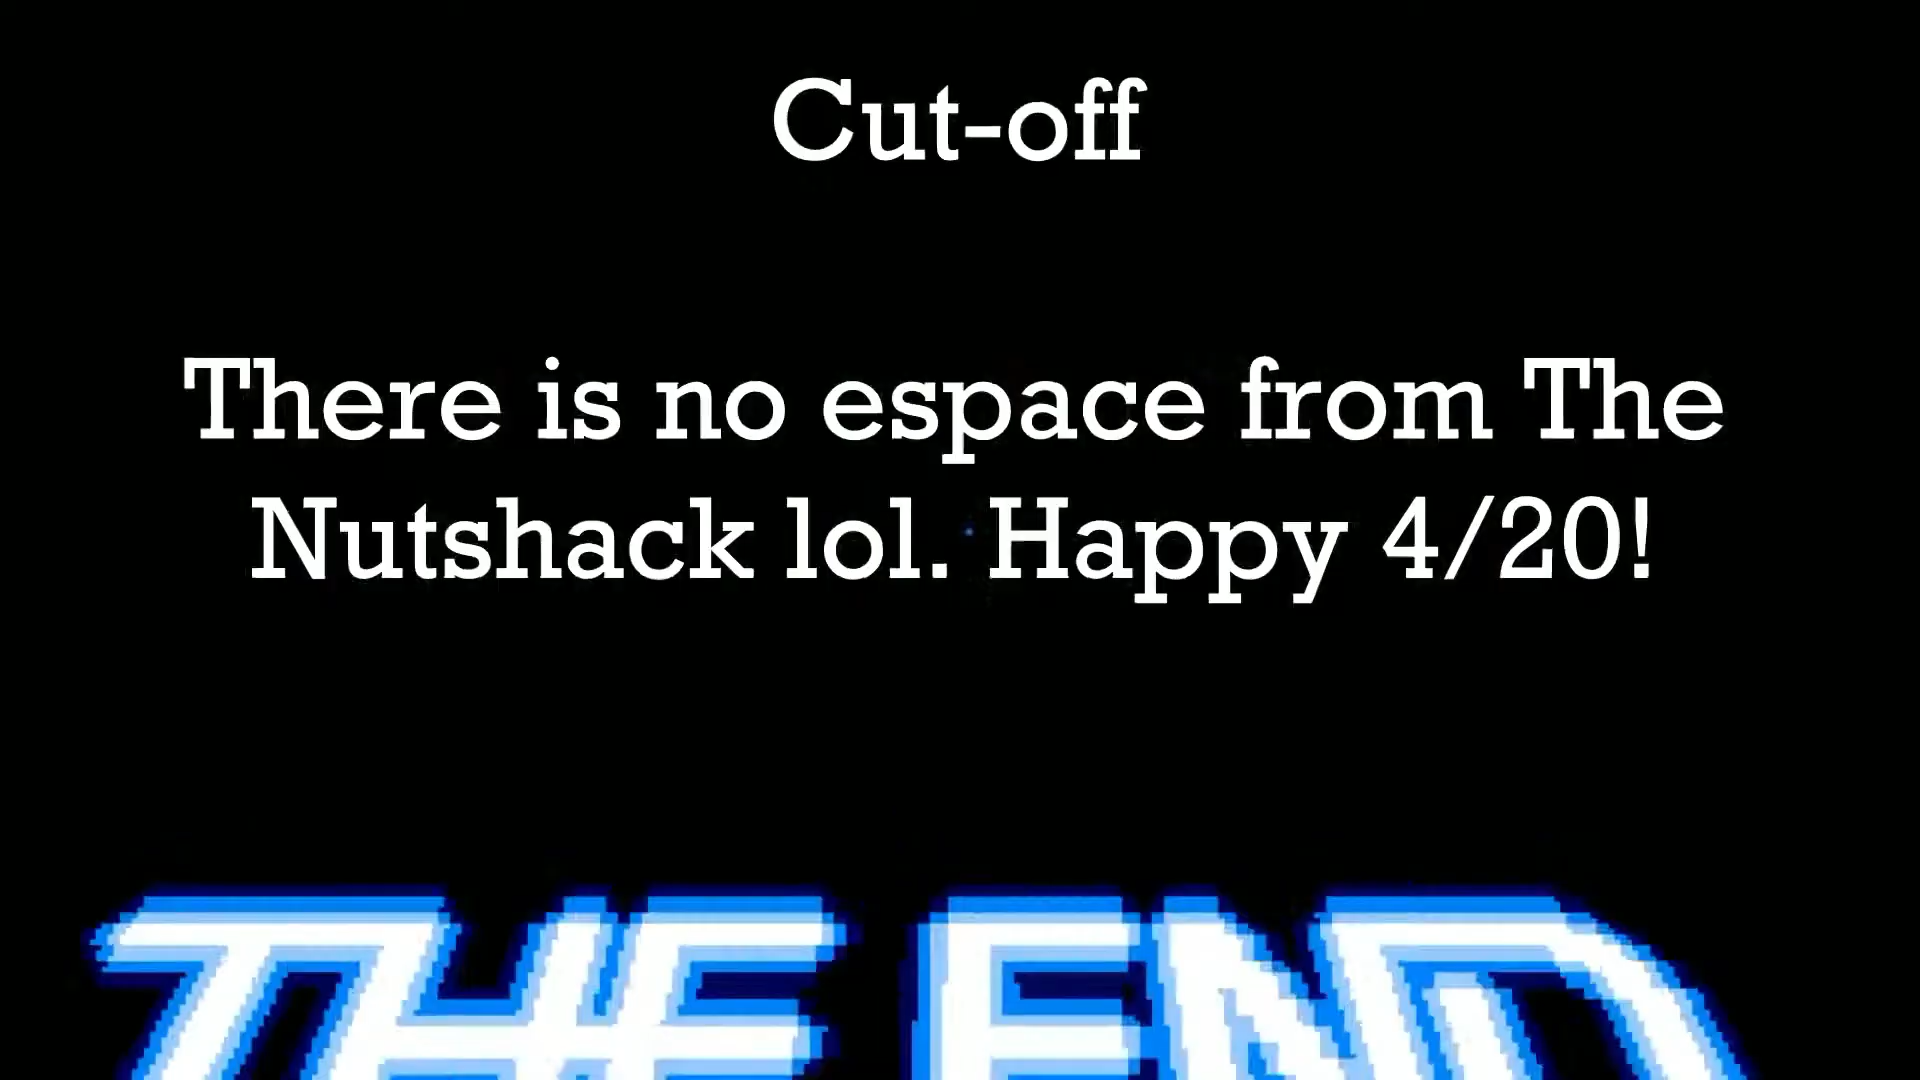 Cut-off
There is no espace from The
Nutshack lol. Happy 4/20!
THE END